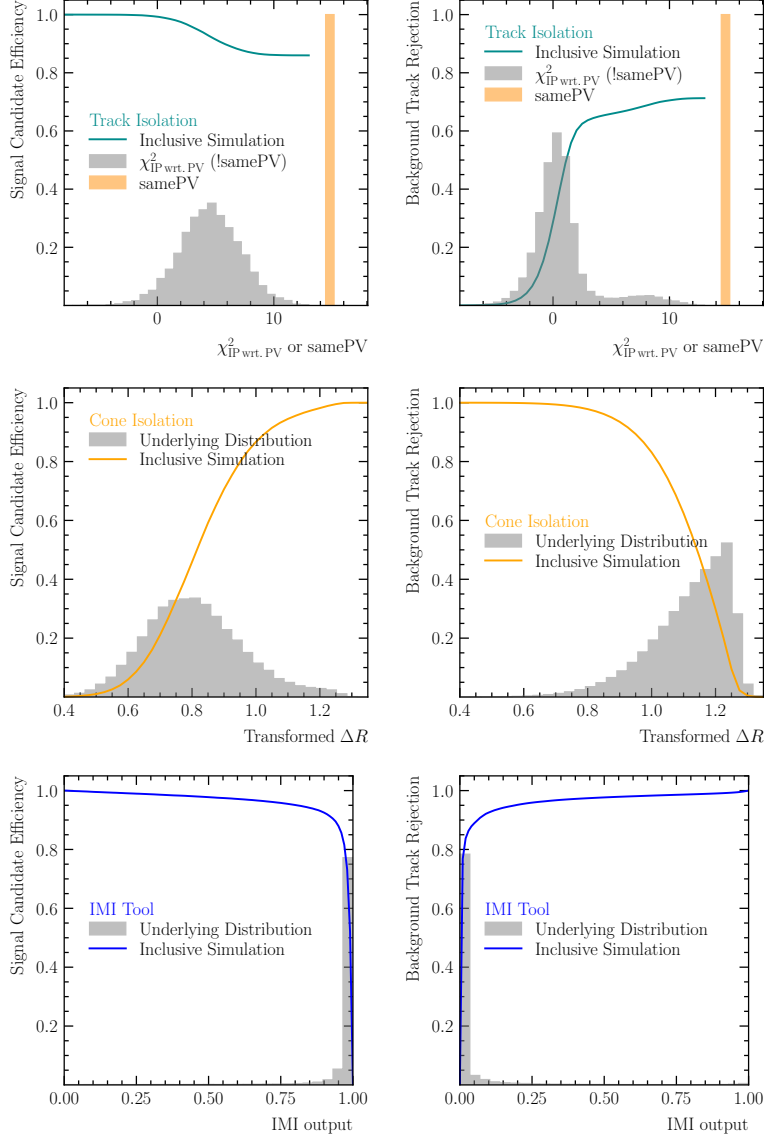 Signal Candidate Efficiency
1.0
0.8
0.6
0.4
0.2
Track Isolation
Inclusive Simulation
χ²IP wrt. PV (!samePV)
samePV
0 10
χ²IP wrt. PV or samePV
Background Track Rejection
1.0
0.8
0.6
0.4
0.2
Track Isolation
Inclusive Simulation
χ²IP wrt. PV (!samePV)
samePV
0 10
χ²IP wrt. PV or samePV
Signal Candidate Efficiency
1.0
0.8
0.6
0.4
0.2
Cone Isolation
Underlying Distribution
Inclusive Simulation
0.4 0.6 0.8 1.0 1.2
Transformed ΔR
Background Track Rejection
1.0
0.8
0.6
0.4
0.2
Cone Isolation
Underlying Distribution
Inclusive Simulation
0.4 0.6 0.8 1.0 1.2
Transformed ΔR
Signal Candidate Efficiency
1.0
0.8
0.6
0.4
0.2
IMI Tool
Underlying Distribution
Inclusive Simulation
0.00 0.25 0.50 0.75 1.00
IMI output
Background Track Rejection
1.0
0.8
0.6
0.4
0.2
IMI Tool
Underlying Distribution
Inclusive Simulation
0.00 0.25 0.50 0.75 1.00
IMI output